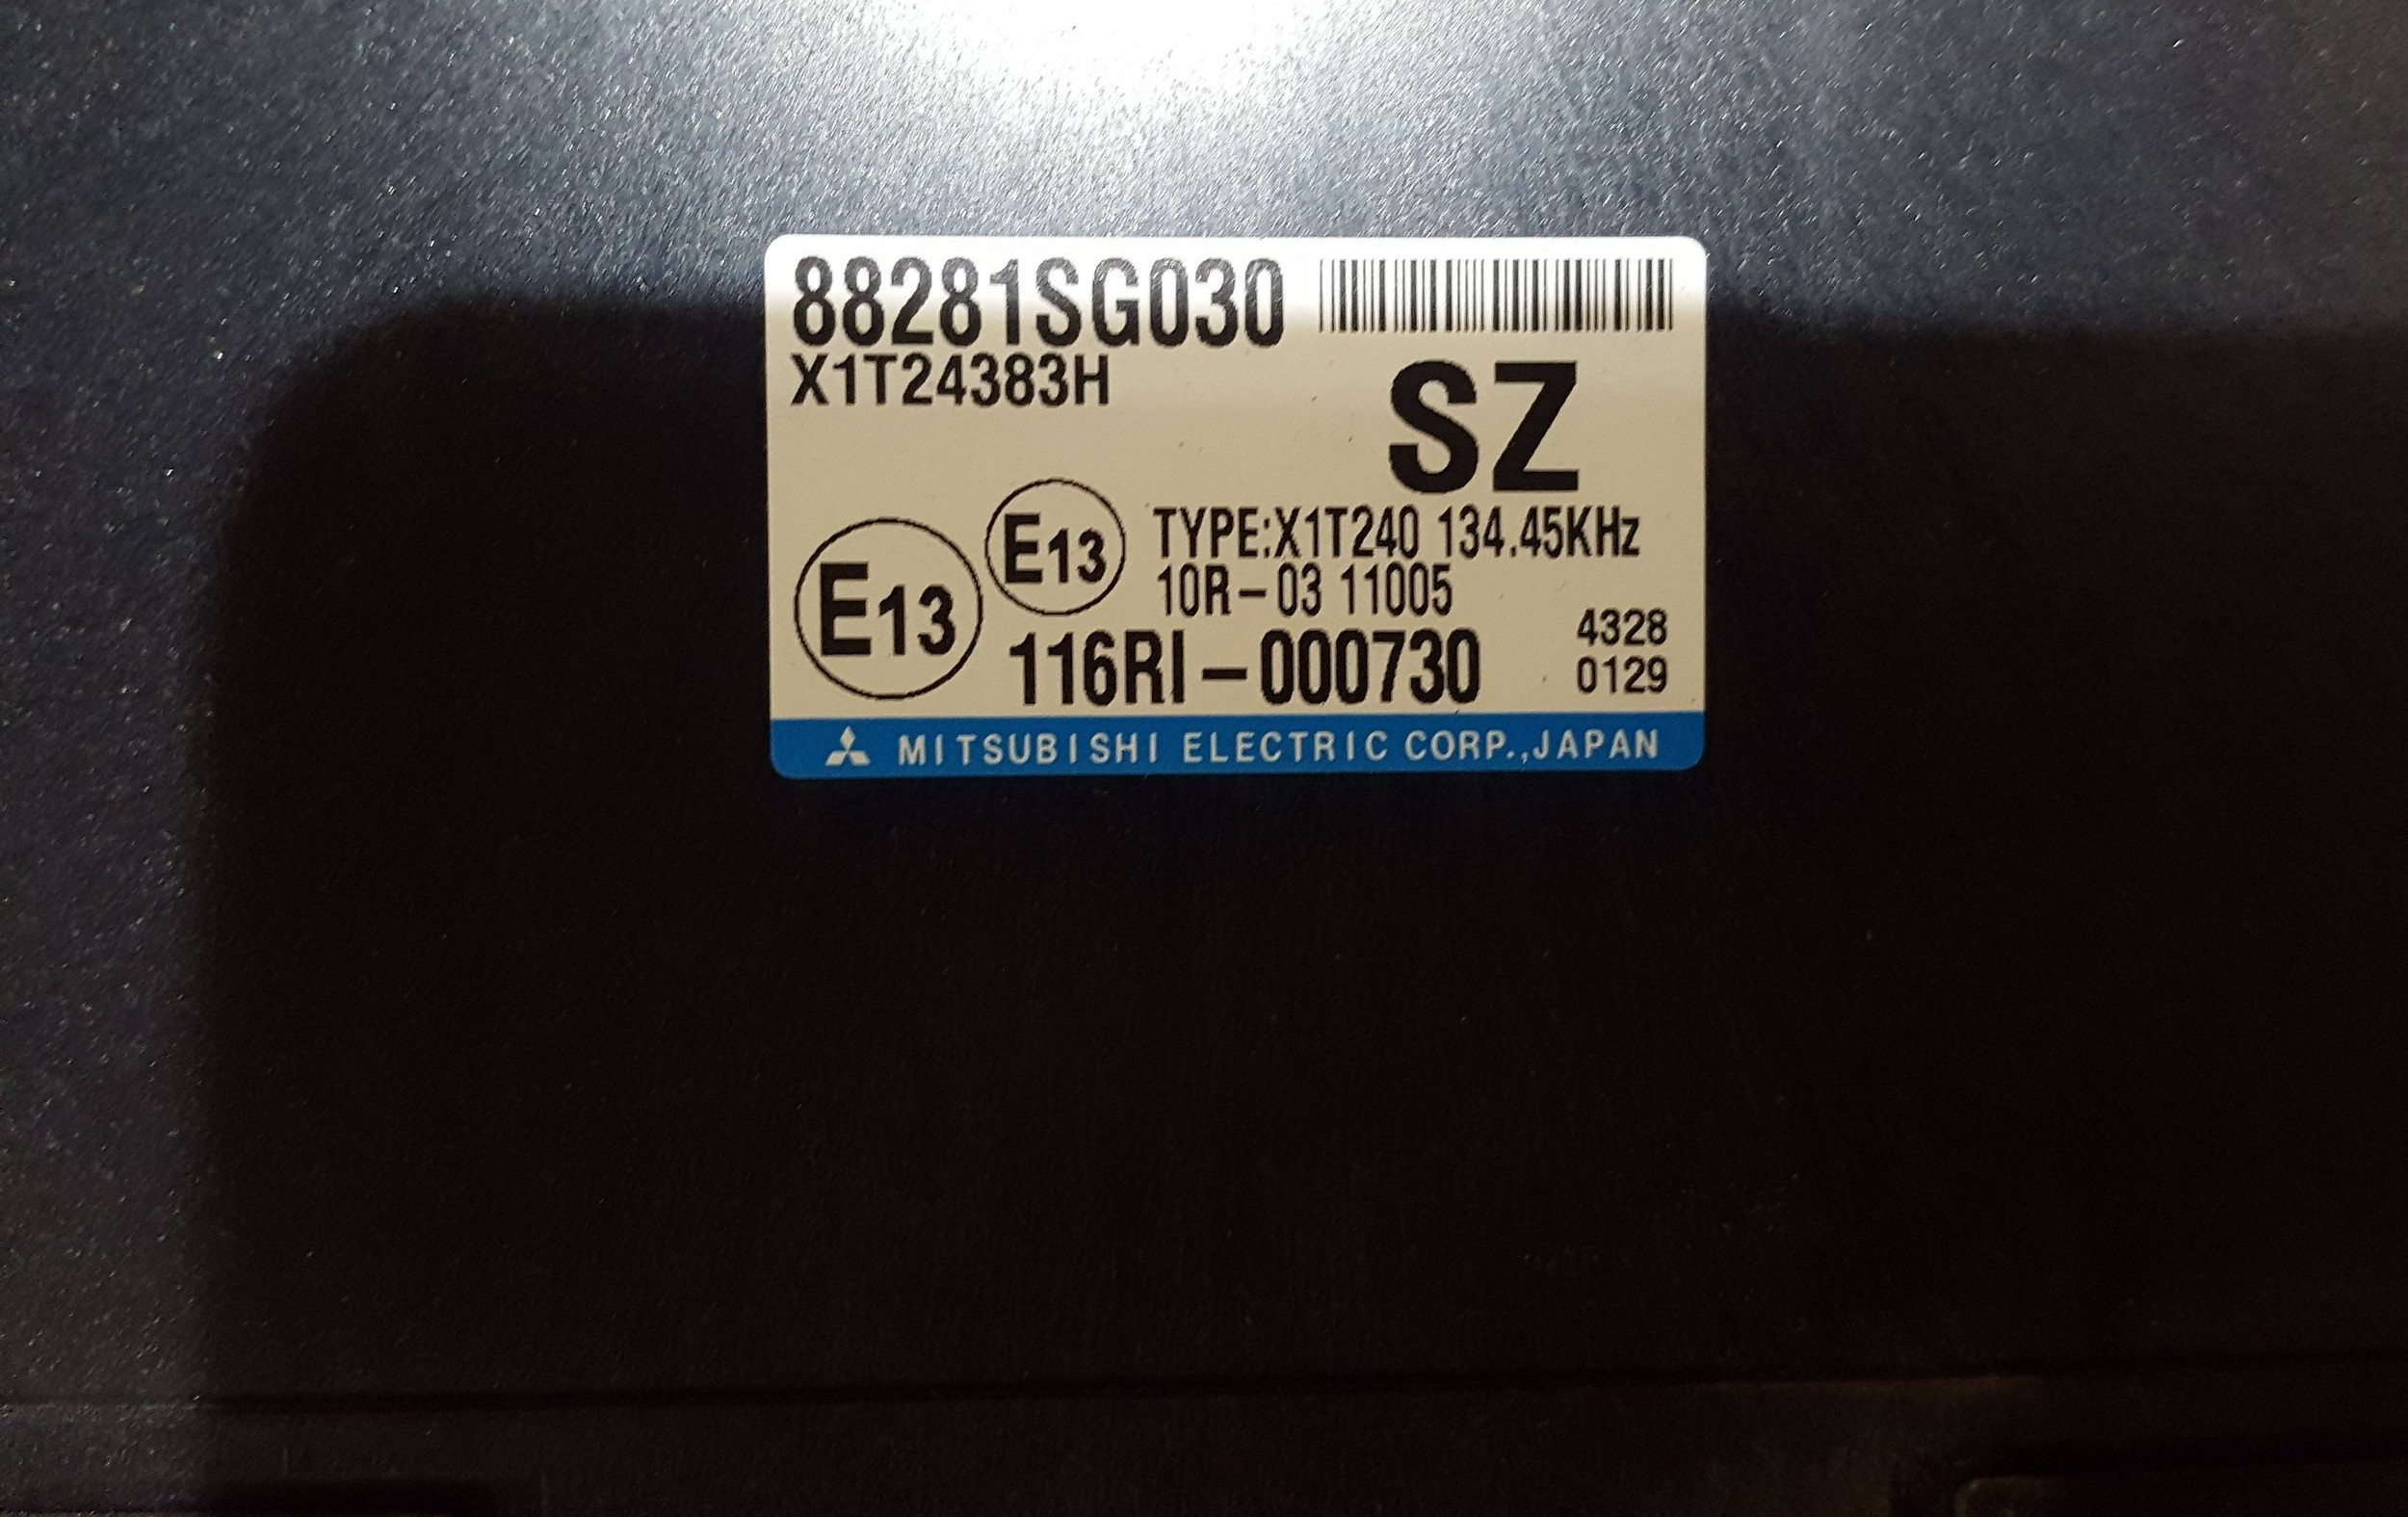 88281SG030
X1T24383H
SZ
E13
E13
TYPE:X1T240 134.45KHz
10R-03 11005
116RI-000730
4328
0129
MITSUBISHI ELECTRIC CORP.,JAPAN